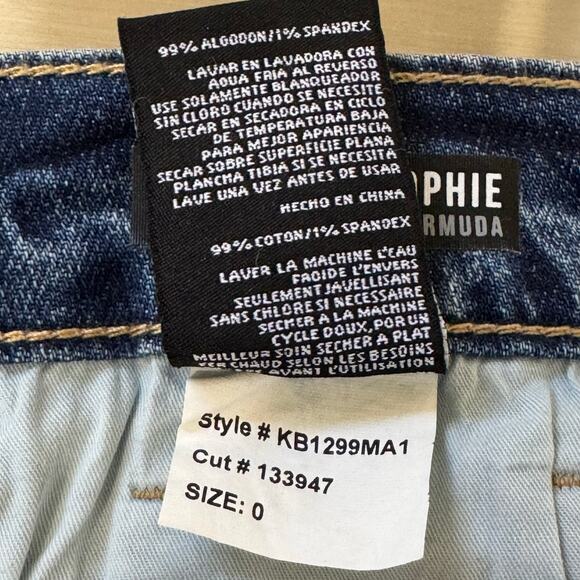 99% ALGODON/1% SPANDEX
LAVAR EN LAVADORA CON
AGUA FRIA AL REVERSO
USE SOLAMENTE BLANQUEADOR
SIN CLORO CUANDO SE NECESITE
SECAR EN SECADORA EN CICLO
DE TEMPERATURA BAJA
PARA MEJOR APARIENCIA
SECAR SOBRE SUPERFICIE PLANA
PLANCHA TIBIA SI SE NECESITA
LAVE UNA VEZ ANTES DE USAR
HECHO EN CHINA
99% COTON/1% SPANDEX
LAVER LA MACHINE L'EAU
FROIDE L'ENVERS
SEULEMENT JAVELLISANT
SANS CHLORE SI NECESSAIRE
SECHER A LA MACHINE
CYCLE DOUX, POR UN
MEILLEUR SOIN SECHER A PLAT
FER CHAUD SELON LES BESOINS
AVANT L'UTILISATION
OPHIE
RMUDA
Style # KB1299MA1
Cut # 133947
SIZE: 0